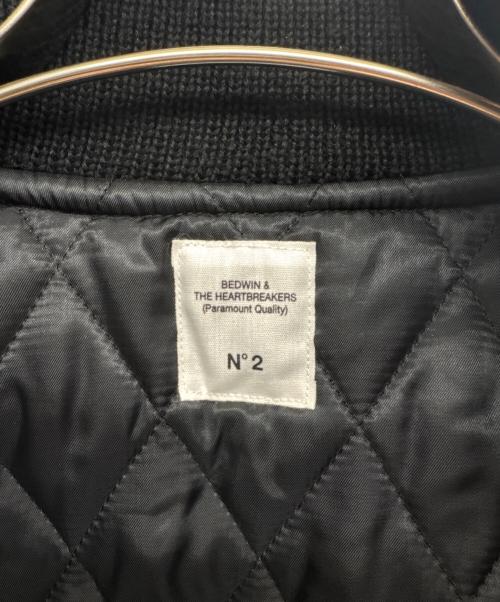 BEDWIN &
THE HEARTBREAKERS
(Paramount Quality)
N° 2